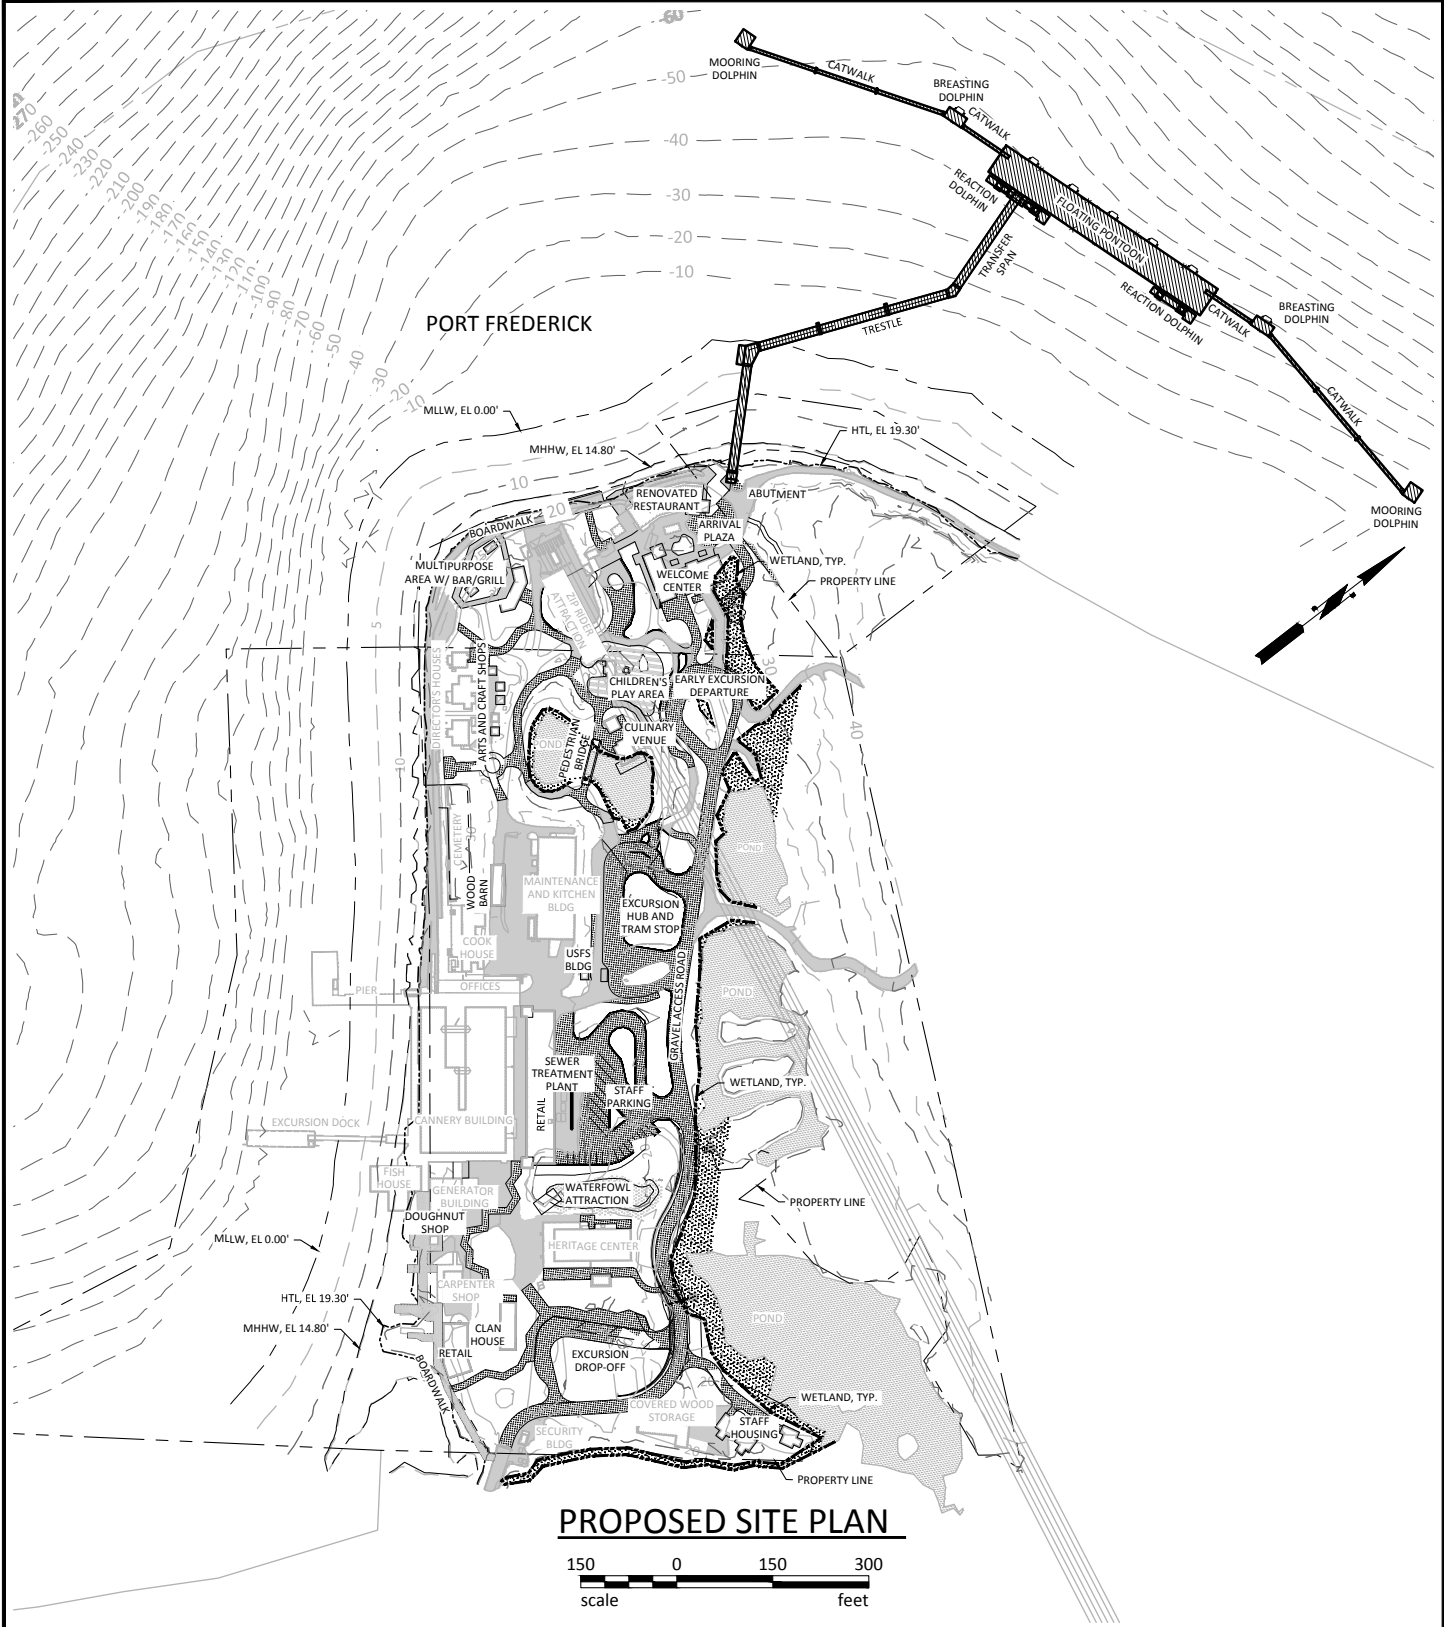 -60
MOORING
DOLPHIN
CATWALK
-50
BREASTING
DOLPHIN
CATWALK
-270
-260
-250
-240
-230
-220
-210
-200
-190
-180
-170
-160
-150
-140
-130
-120
-110
-100
-90
-80
-70
-60
-50
-40
-30
-20
-10
-40
-30
-20
-10
REACTION
DOLPHIN
FLOATING PONTOON
TRANSFER
SPAN
REACTION DOLPHIN
CATWALK
BREASTING
DOLPHIN
TRESTLE
CATWALK
MOORING
DOLPHIN
PORT FREDERICK
MLLW, EL 0.00'
MHHW, EL 14.80'
HTL, EL 19.30'
10
20
5
10
RENOVATED
RESTAURANT
ABUTMENT
BOARDWALK
ARRIVAL
PLAZA
MULTIPURPOSE
AREA W/ BAR/GRILL
WELCOME
CENTER
WETLAND, TYP.
PROPERTY LINE
ZIP RIDER
ATTRACTION
30
40
DIRECTOR'S HOUSES
ARTS AND CRAFT SHOPS
CHILDREN'S
PLAY AREA
EARLY EXCURSION
DEPARTURE
POND
PEDESTRIAN
BRIDGE
CULINARY
VENUE
CEMETERY
30
WOOD
BARN
MAINTENANCE
AND KITCHEN
BLDG
EXCURSION
HUB AND
TRAM STOP
POND
COOK
HOUSE
USFS
BLDG
PIER
OFFICES
GRAVEL ACCESS ROAD
POND
SEWER
TREATMENT
PLANT
STAFF
PARKING
WETLAND, TYP.
RETAIL
EXCURSION DOCK
CANNERY BUILDING
FISH
HOUSE
GENERATOR
BUILDING
WATERFOWL
ATTRACTION
PROPERTY LINE
DOUGHNUT
SHOP
MLLW, EL 0.00'
HERITAGE CENTER
CARPENTER
SHOP
HTL, EL 19.30'
MHHW, EL 14.80'
CLAN
HOUSE
RETAIL
POND
EXCURSION
DROP-OFF
BOARDWALK
20
WETLAND, TYP.
COVERED WOOD
STORAGE
STAFF
HOUSING
SECURITY
BLDG
20
PROPERTY LINE
PROPOSED SITE PLAN
150 0 150 300
scale feet